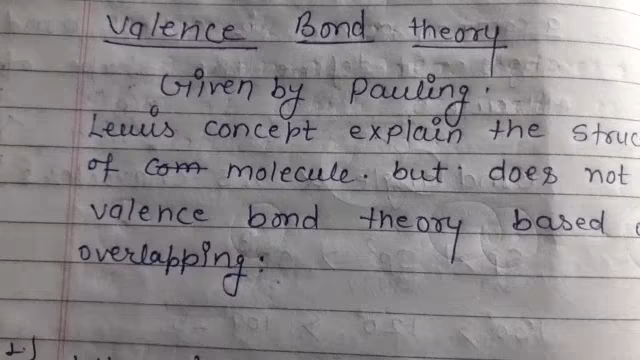 Valence Bond theory
Given by Pauling.
Lewis concept explain the struc
of com molecule. but does not
valence bond theory based
overlapping: